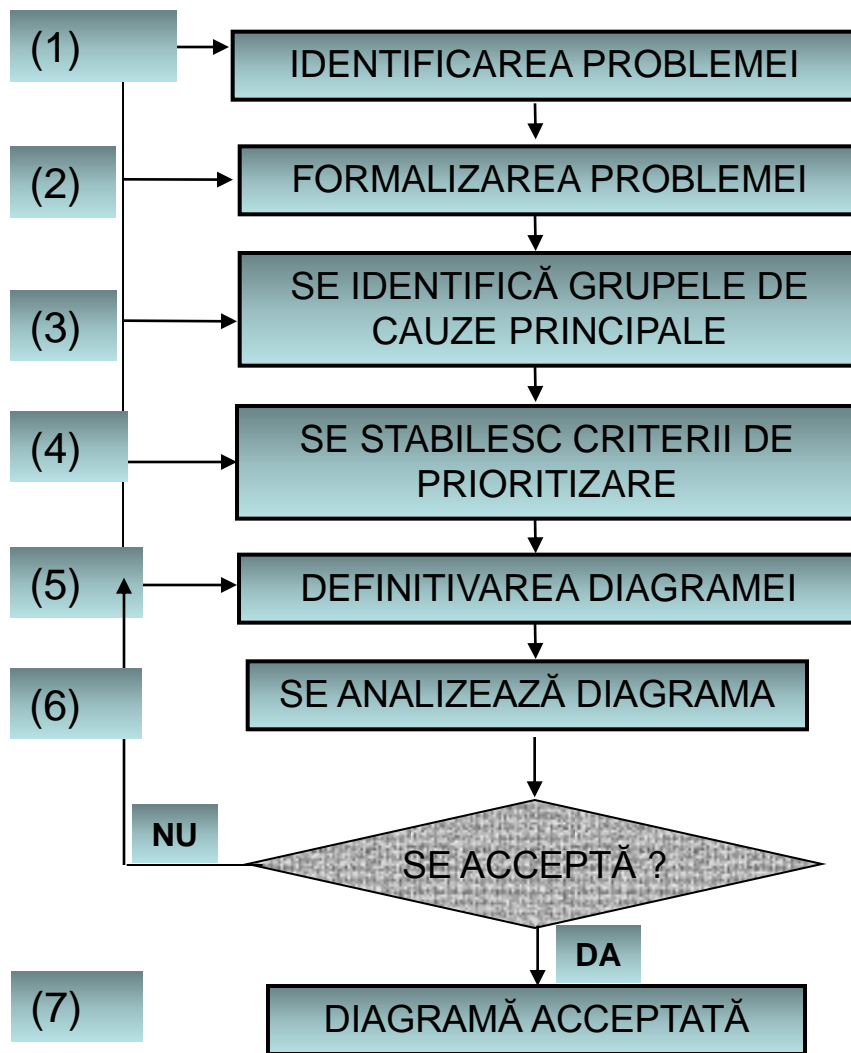 (1)
IDENTIFICAREA PROBLEMEI
(2)
FORMALIZAREA PROBLEMEI
(3)
SE IDENTIFICĂ GRUPELE DE
CAUZE PRINCIPALE
(4)
SE STABILESC CRITERII DE
PRIORITIZARE
(5)
DEFINITIVAREA DIAGRAMEI
(6)
SE ANALIZEAZĂ DIAGRAMA
NU
SE ACCEPTĂ ?
DA
(7)
DIAGRAMĂ ACCEPTATĂ